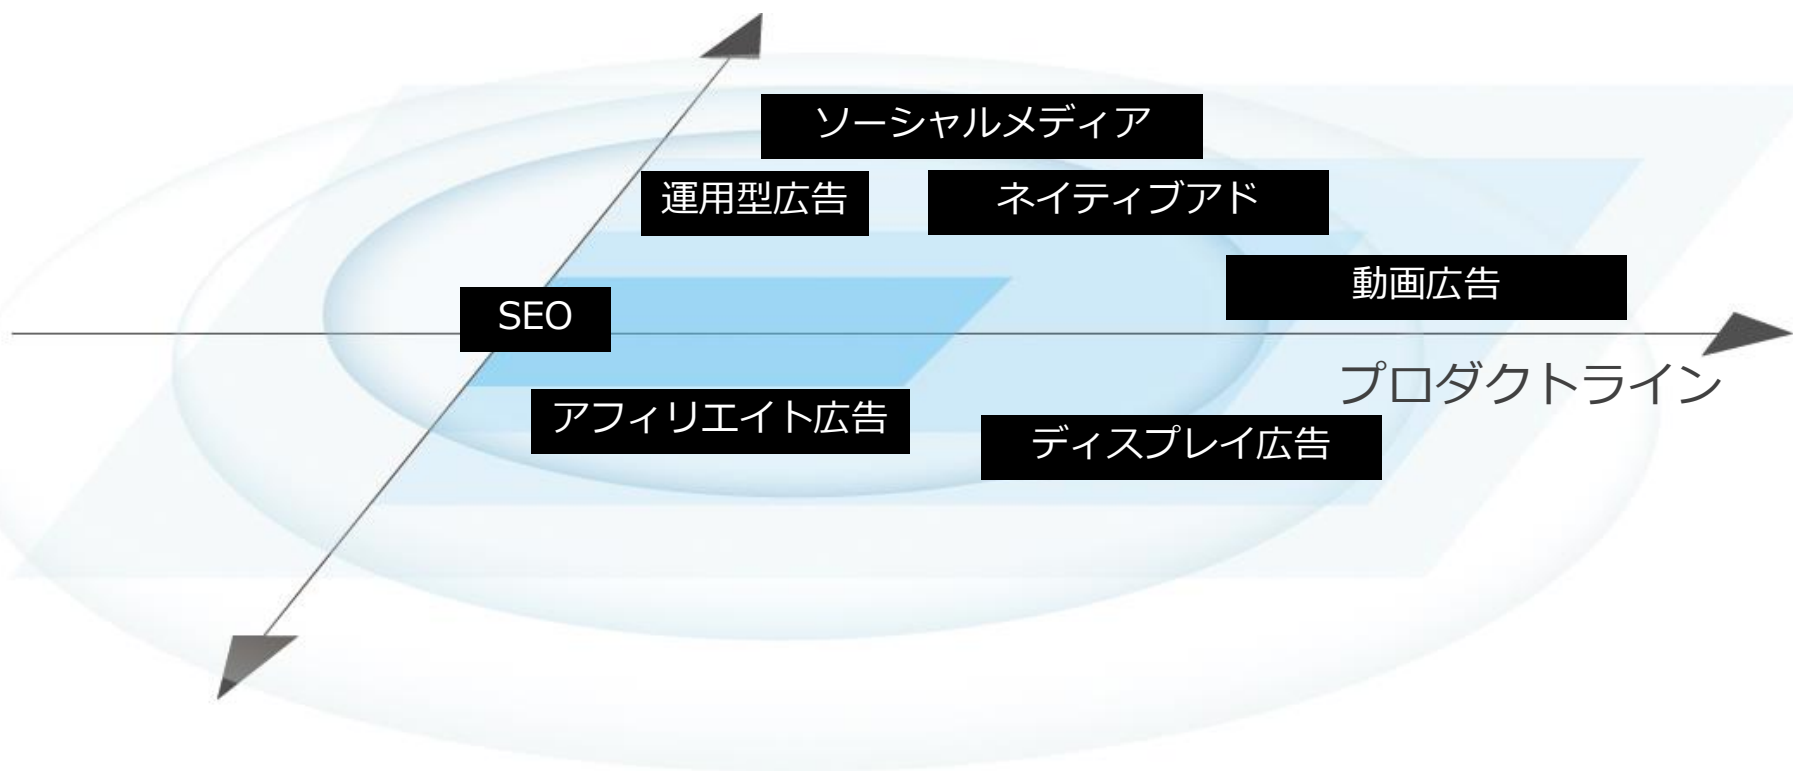 ソーシャルメディア
運用型広告
ネイティブアド
動画広告
SEO
プロダクトライン
アフィリエイト広告
ディスプレイ広告